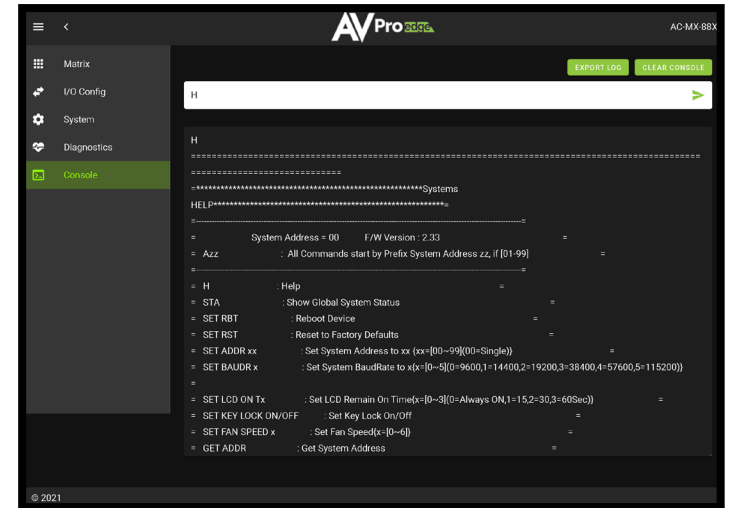 AVPro edge.
AC-MX-88X
Matrix
I/O Config
System
Diagnostics
Console
EXPORT LOG
CLEAR CONSOLE
H
H
====================================================================================================
=============================
=********************************************************Systems
HELP*********************************************************=
=--------------------------------------------------------------------------------------------------------------=
= System Address = 00 F/W Version : 2.33 =
= Azz : All Commands start by Prefix System Address zz, if [01-99] =
=--------------------------------------------------------------------------------------------------------------=
= H : Help =
= STA : Show Global System Status =
= SET RBT : Reboot Device =
= SET RST : Reset to Factory Defaults =
= SET ADDR xx : Set System Address to xx {xx=[00~99](00=Single)} =
= SET BAUDR x : Set System BaudRate to x{x=[0~5](0=9600,1=14400,2=19200,3=38400,4=57600,5=115200)}
=
= SET LCD ON Tx : Set LCD Remain On Time{x=[0~3](0=Always ON,1=15,2=30,3=60Sec)} =
= SET KEY LOCK ON/OFF : Set Key Lock On/Off =
= SET FAN SPEED x : Set Fan Speed{x=[0~6]} =
= GET ADDR : Get System Address =
© 2021